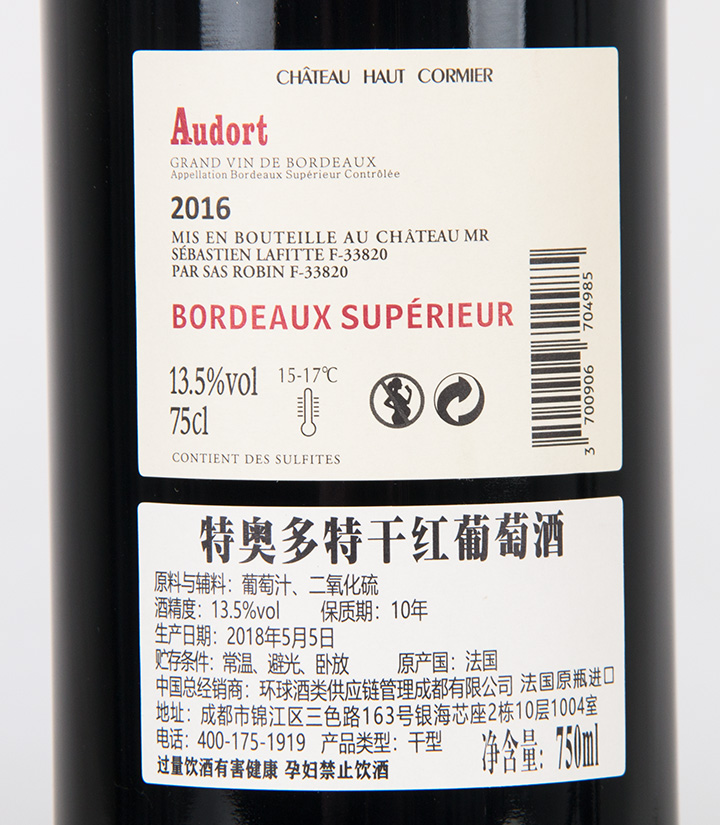 CHÂTEAU HAUT CORMIER
Audort
GRAND VIN DE BORDEAUX
Appellation Bordeaux Supérieur Contrôlée
2016
MIS EN BOUTEILLE AU CHÂTEAU MR
SÉBASTIEN LAFITTE F-33820
PAR SAS ROBIN F-33820
BORDEAUX SUPÉRIEUR
13.5%vol 15-17℃
75cl
CONTIENT DES SULFITES
3 700906 704985
特奥多特干红葡萄酒
原料与辅料：葡萄汁、二氧化硫
酒精度：13.5%vol 保质期：10年
生产日期：2018年5月5日
贮存条件：常温、避光、卧放 原产国：法国
中国总经销商：环球酒类供应链管理成都有限公司 法国原瓶进口
地址：成都市锦江区三色路163号银海芯座2栋10层1004室
电话：400-175-1919 产品类型：干型 净含量：750ml
过量饮酒有害健康 孕妇禁止饮酒